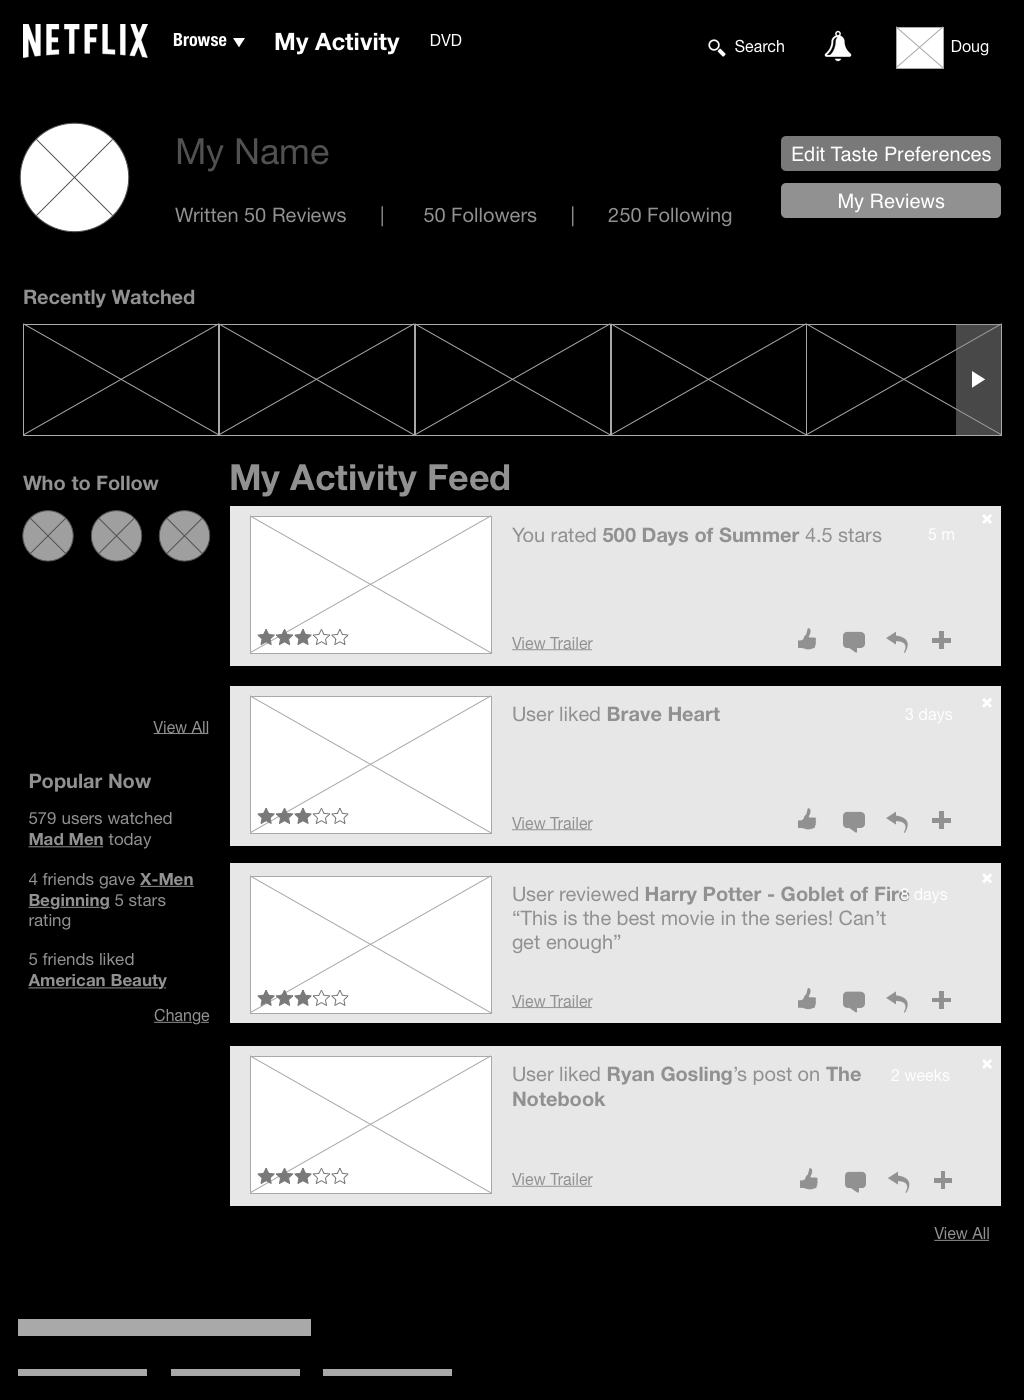 NETFLIX Browse My Activity DVD Search Doug
My Name
Edit Taste Preferences
Written 50 Reviews | 50 Followers | 250 Following
My Reviews
Recently Watched
Who to Follow
View All
Popular Now
579 users watched
Mad Men today
4 friends gave X-Men
Beginning 5 stars
rating
5 friends liked
American Beauty
Change
My Activity Feed
You rated 500 Days of Summer 4.5 stars 5 m
View Trailer
User liked Brave Heart 3 days
View Trailer
User reviewed Harry Potter - Goblet of Fire days
“This is the best movie in the series! Can’t
get enough”
View Trailer
User liked Ryan Gosling’s post on The 2 weeks
Notebook
View Trailer
View All